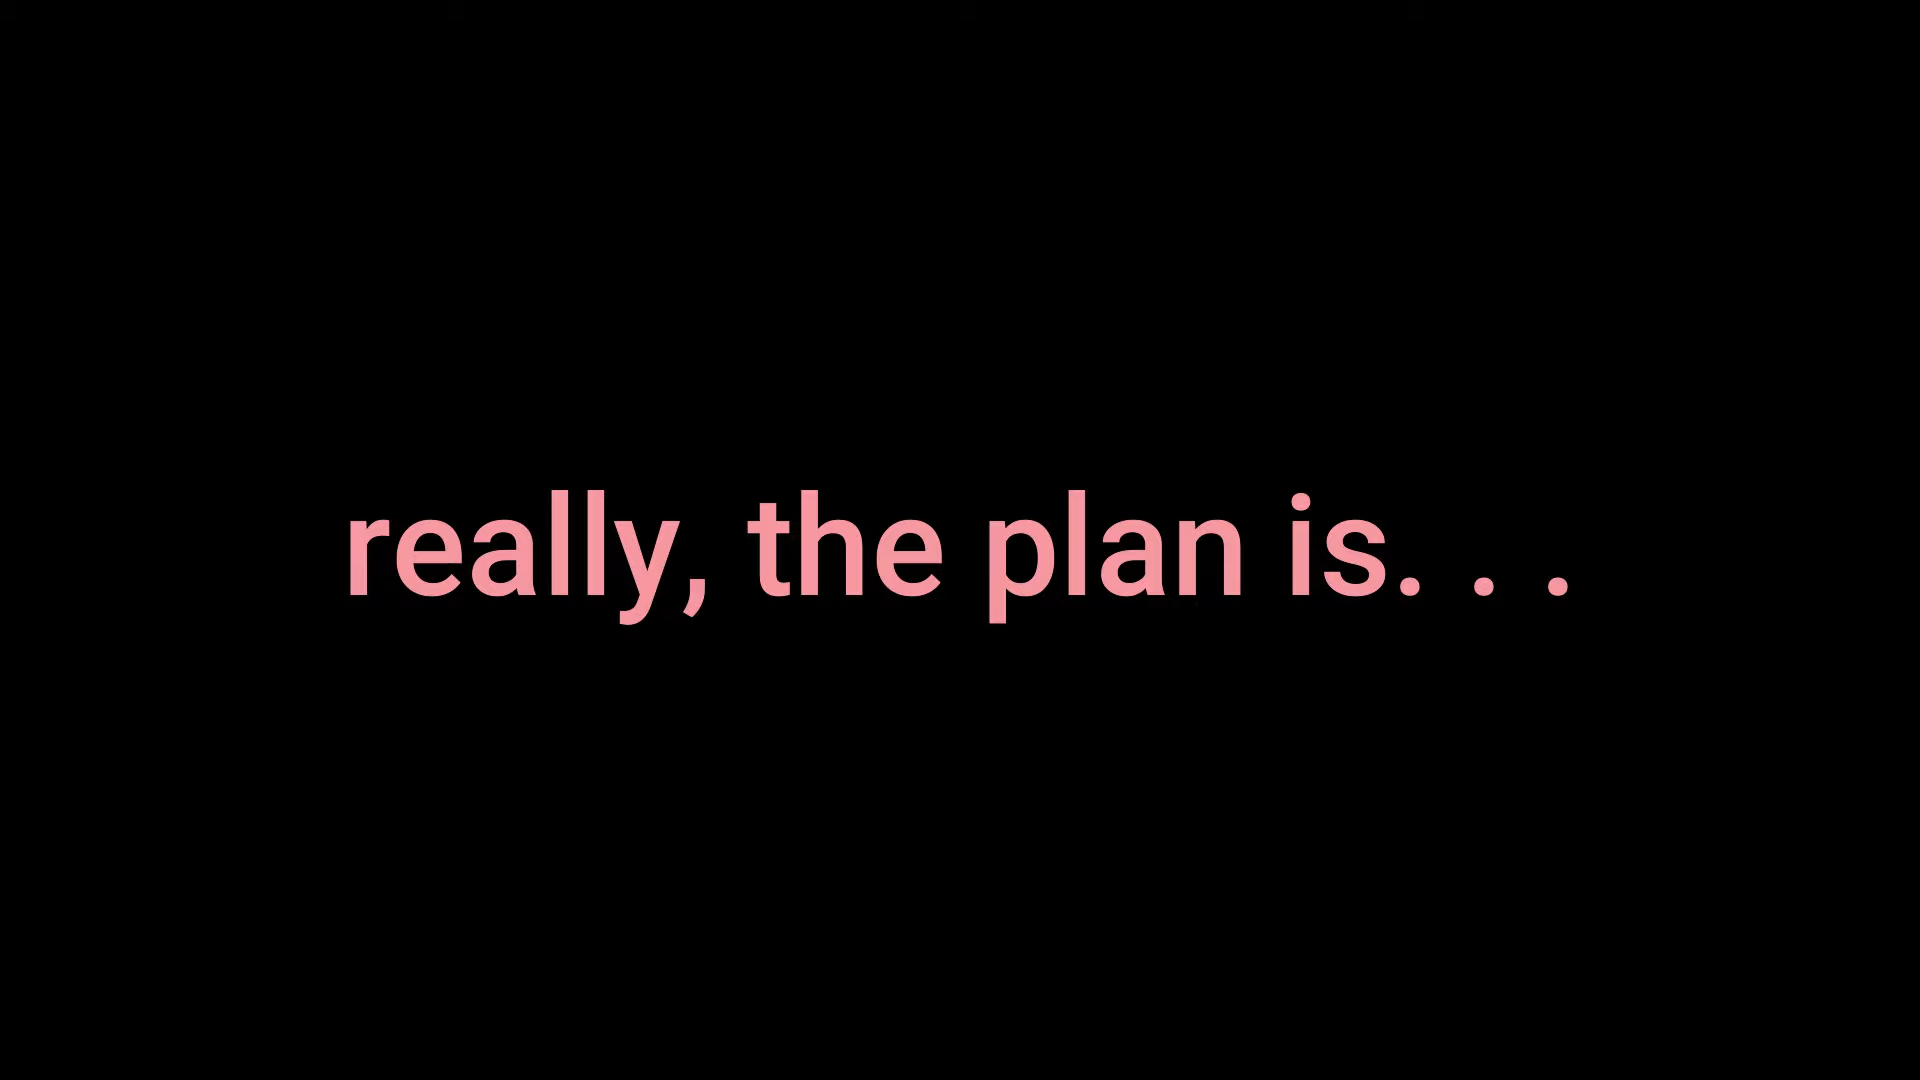 really, the plan is. . .